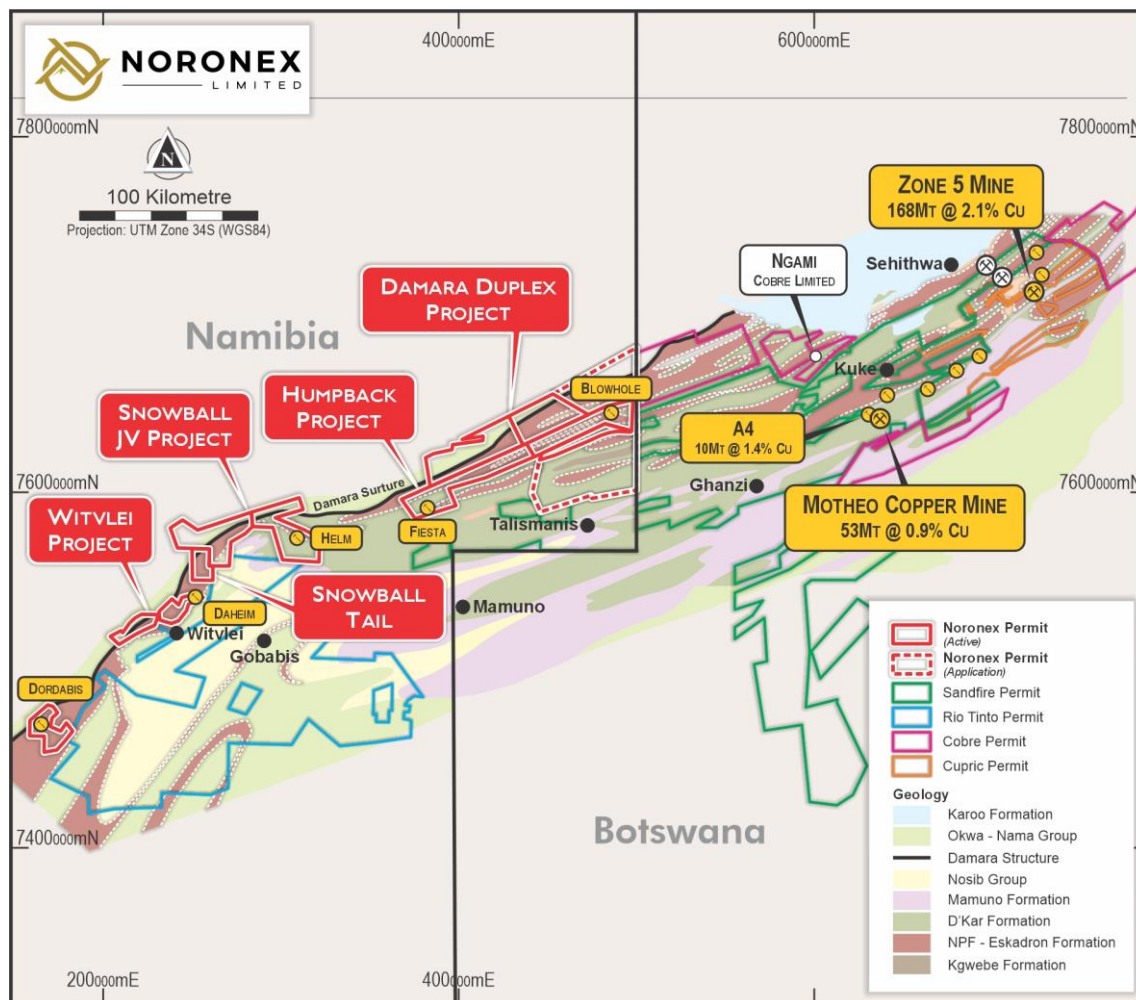 NORONEX
LIMITED
400000mE
600000mE
7800000mN
7800000mN
N
100 Kilometre
Projection: UTM Zone 34S (WGS84)
ZONE 5 MINE
168MT @ 2.1% CU
NGAMI
COBRE LIMITED
Sehithwa
DAMARA DUPLEX
PROJECT
Namibia
HUMPBACK
PROJECT
BLOWHOLE
Kuke
SNOWBALL
JV PROJECT
A4
10MT @ 1.4% CU
Damara Surture
7600000mN
7600000mN
Ghanzi
WITVLEI
PROJECT
HELM
FIESTA
Talismanis
MOTHEO COPPER MINE
53MT @ 0.9% CU
SNOWBALL
TAIL
DAHEIM
Witvlei
Gobabis
Mamuno
DORDABIS
Botswana
7400000mN
200000mE
400000mE
Noronex Permit
(Active)
Noronex Permit
(Application)
Sandfire Permit
Rio Tinto Permit
Cobre Permit
Cupric Permit
Geology
Karoo Formation
Okwa - Nama Group
Damara Structure
Nosib Group
Mamuno Formation
D'Kar Formation
NPF - Eskadron Formation
Kgwebe Formation